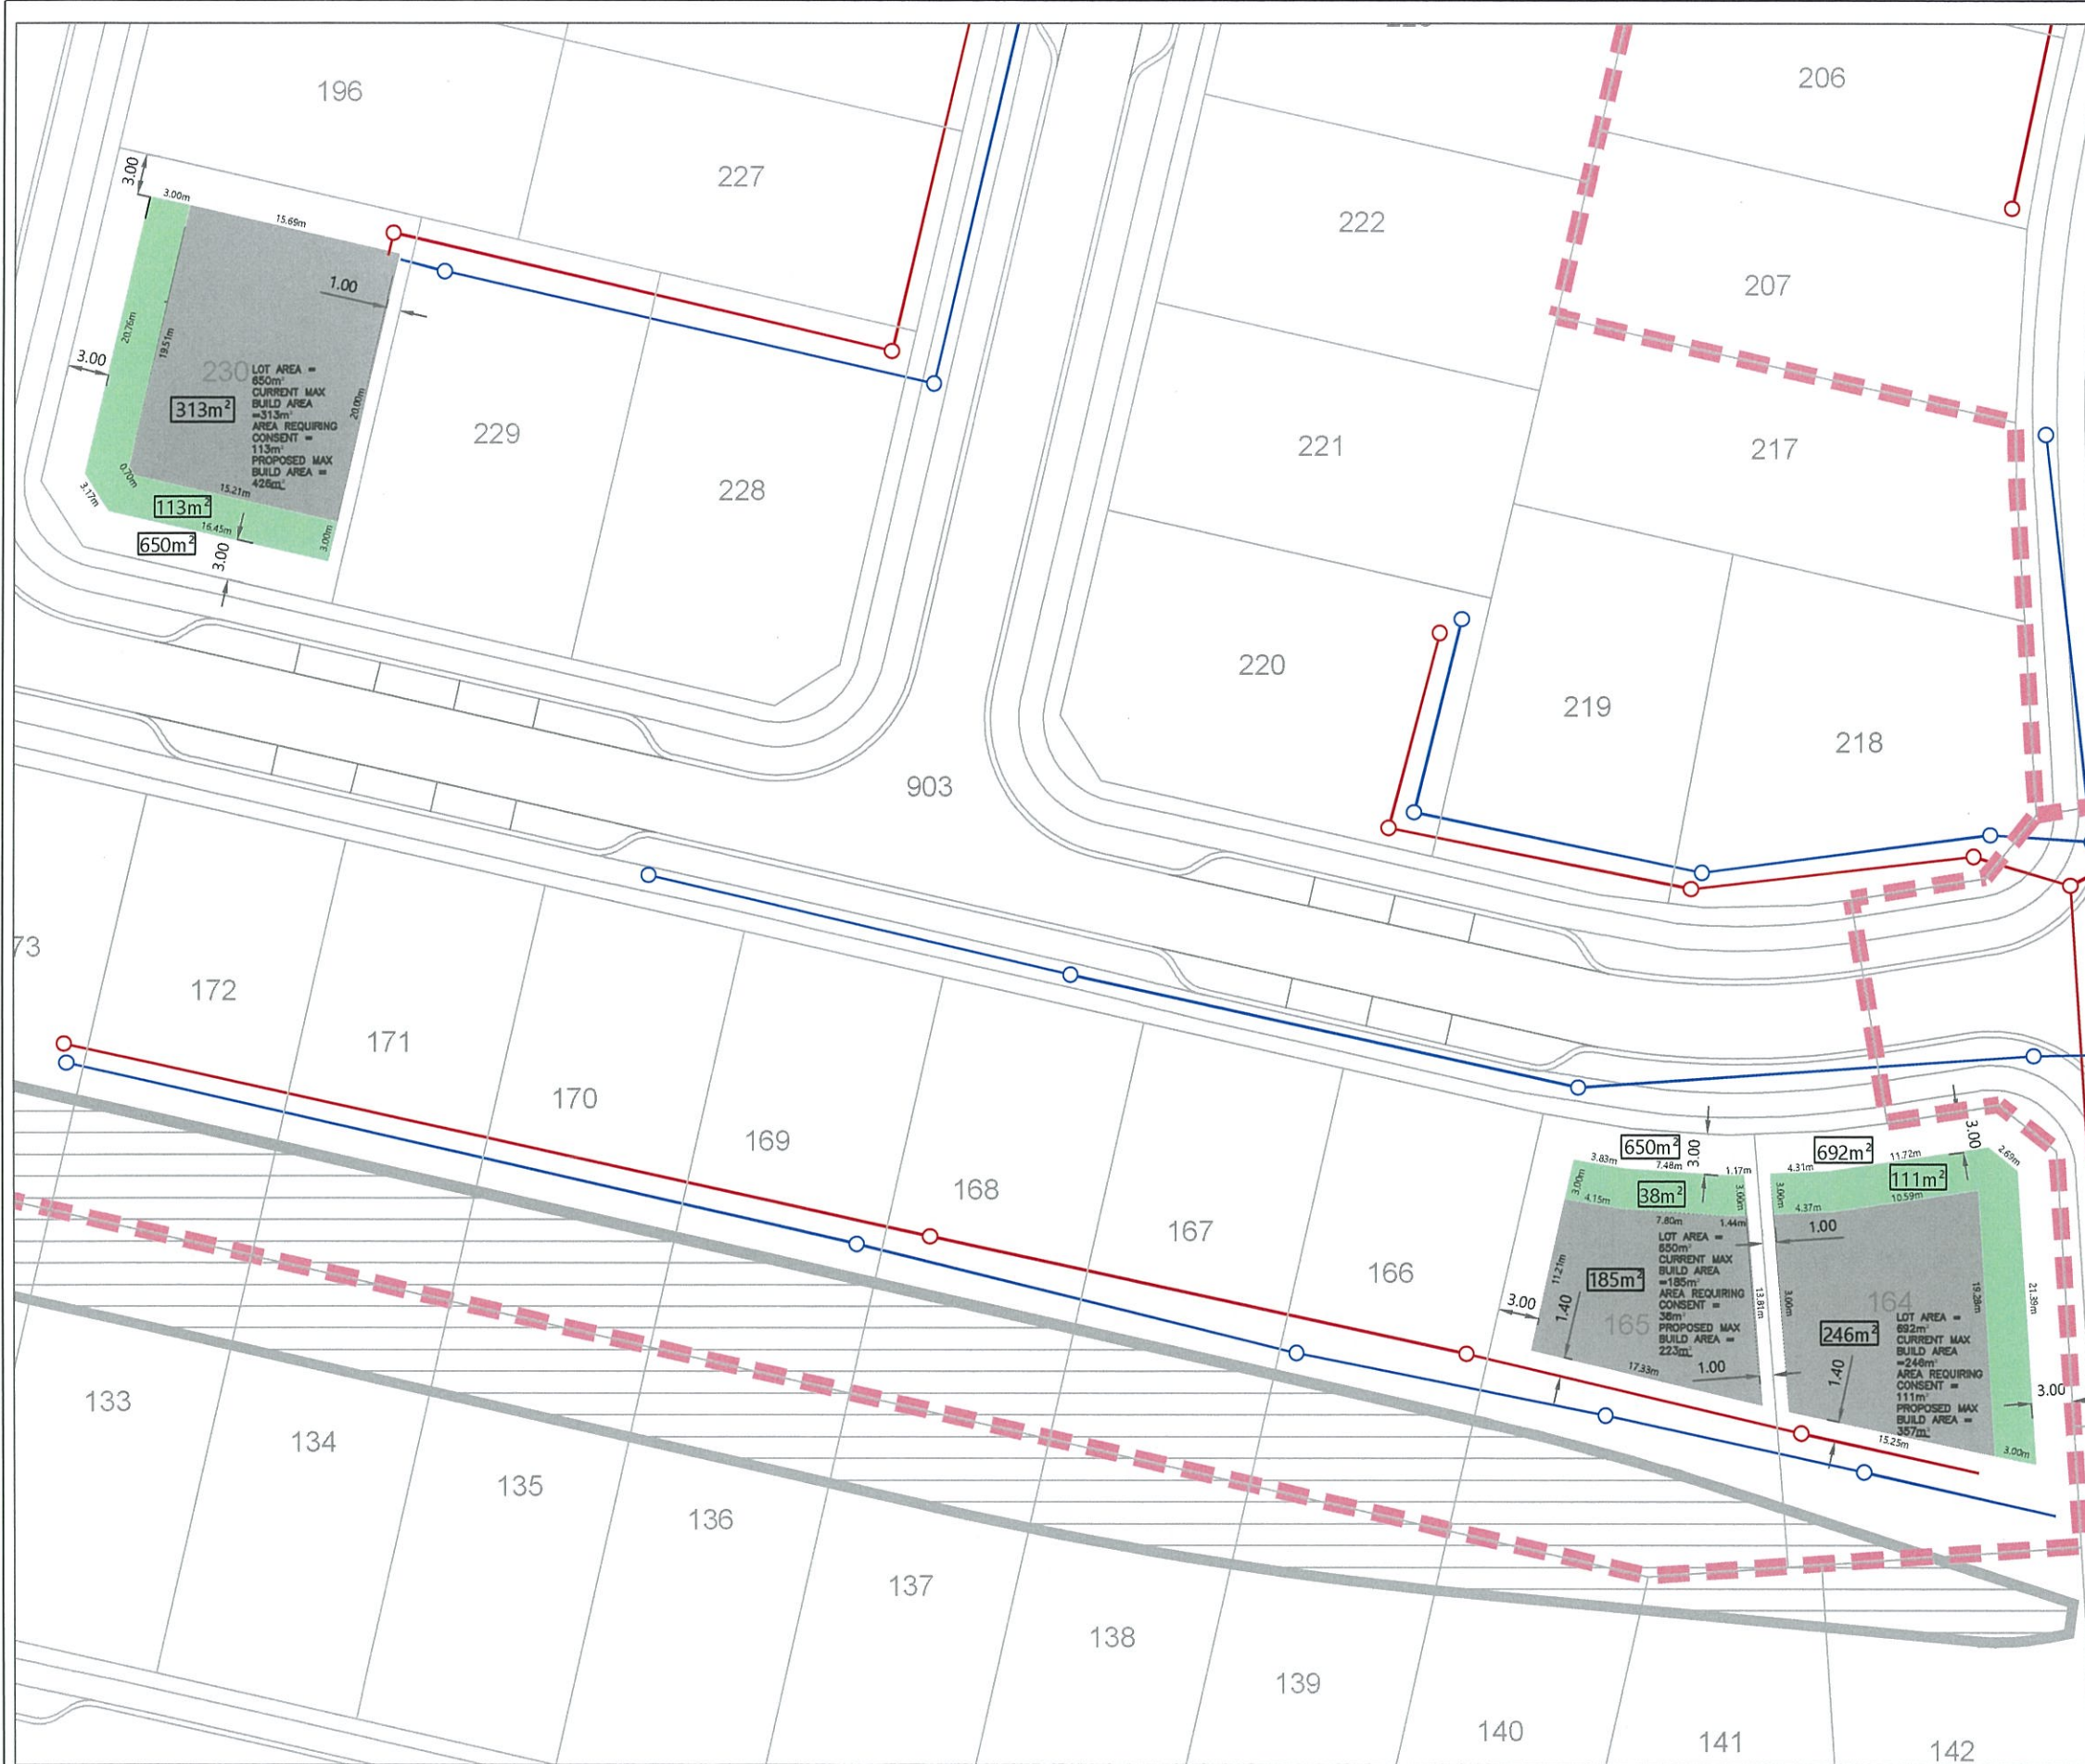 196
206
227
3.00
3.00m
15.69m
222
1.00
207
20.76m
19.51m
3.00
230
LOT AREA =
650m²
CURRENT MAX
BUILD AREA
=313m²
AREA REQUIRING
CONSENT =
113m²
PROPOSED MAX
BUILD AREA =
426m²
20.00m
313m²
229
228
221
217
0.70m
15.21m
3.17m
113m²
16.45m
3.00m
650m²
3.00
220
219
218
903
73
172
171
170
169
168
167
166
650m²
3.00
3.83m
7.48m
1.17m
3.00m
4.15m
38m²
3.00m
7.80m
1.44m
LOT AREA =
650m²
CURRENT MAX
BUILD AREA
=185m²
AREA REQUIRING
CONSENT =
38m²
PROPOSED MAX
BUILD AREA =
223m²
11.21m
185m²
1.40
165
3.00
13.81m
17.33m
1.00
692m²
3.00
4.31m
11.72m
2.69m
111m²
3.00m
4.37m
10.59m
1.00
3.00m
164
19.28m
21.39m
246m²
LOT AREA =
692m²
CURRENT MAX
BUILD AREA
=246m²
AREA REQUIRING
CONSENT =
111m²
PROPOSED MAX
BUILD AREA =
357m²
1.40
3.00
15.25m
3.00m
133
134
135
136
137
138
139
140
141
142